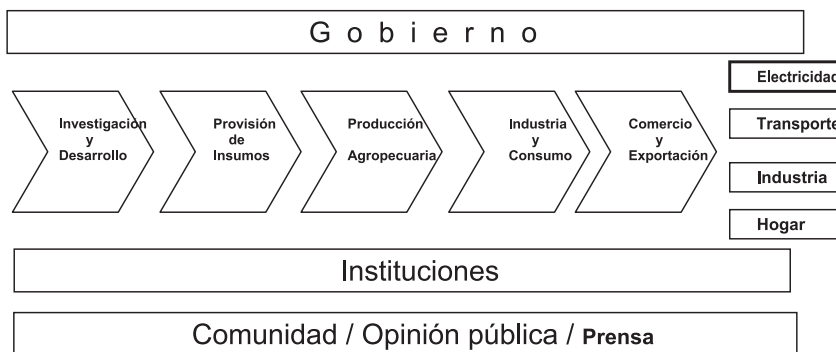 Gobierno
Electricidad
Investigación
y
Desarrollo
Provisión
de
Insumos
Producción
Agropecuaria
Industria
y
Consumo
Comercio
y
Exportación
Transporte
Industria
Hogar
Instituciones
Comunidad / Opinión pública / Prensa